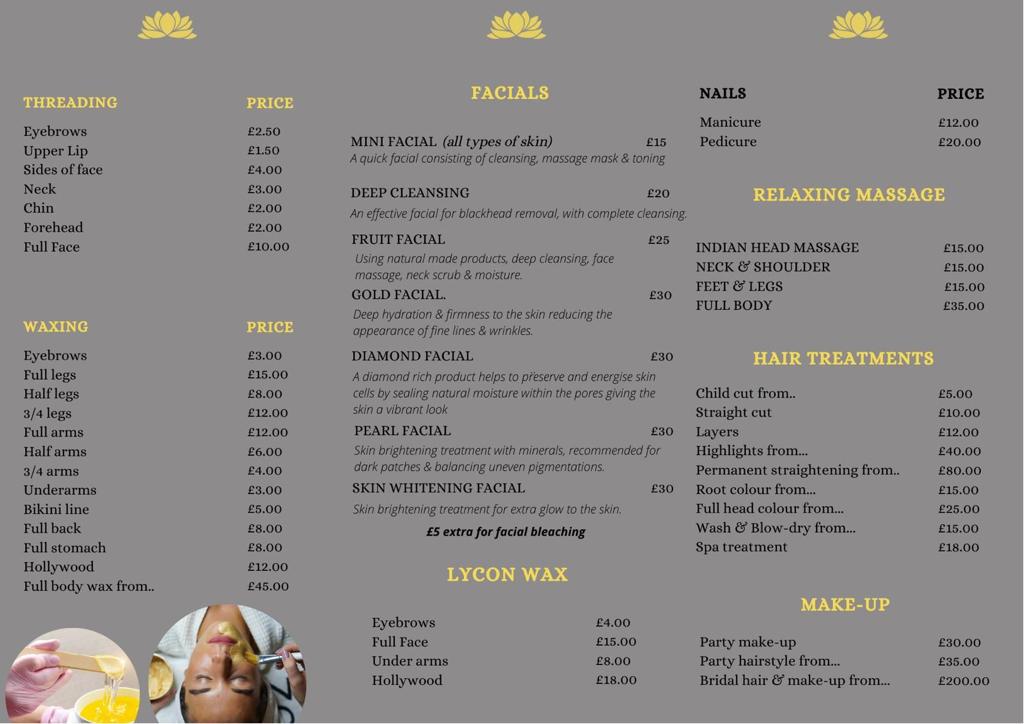 THREADING PRICE
Eyebrows £2.50
Upper Lip £1.50
Sides of face £4.00
Neck £3.00
Chin £2.00
Forehead £2.00
Full Face £10.00
WAXING PRICE
Eyebrows £3.00
Full legs £15.00
Half legs £8.00
3/4 legs £12.00
Full arms £12.00
Half arms £6.00
3/4 arms £4.00
Underarms £3.00
Bikini line £5.00
Full back £8.00
Full stomach £8.00
Hollywood £12.00
Full body wax from.. £45.00
FACIALS
MINI FACIAL (all types of skin) £15
A quick facial consisting of cleansing, massage mask & toning
DEEP CLEANSING £20
An effective facial for blackhead removal, with complete cleansing.
FRUIT FACIAL £25
Using natural made products, deep cleansing, face
massage, neck scrub & moisture.
GOLD FACIAL. £30
Deep hydration & firmness to the skin reducing the
appearance of fine lines & wrinkles.
DIAMOND FACIAL £30
A diamond rich product helps to preserve and energise skin
cells by sealing natural moisture within the pores giving the
skin a vibrant look
PEARL FACIAL £30
Skin brightening treatment with minerals, recommended for
dark patches & balancing uneven pigmentations.
SKIN WHITENING FACIAL £30
Skin brightening treatment for extra glow to the skin.
£5 extra for facial bleaching
LYCON WAX
Eyebrows £4.00
Full Face £15.00
Under arms £8.00
Hollywood £18.00
NAILS PRICE
Manicure £12.00
Pedicure £20.00
RELAXING MASSAGE
INDIAN HEAD MASSAGE £15.00
NECK & SHOULDER £15.00
FEET & LEGS £15.00
FULL BODY £35.00
HAIR TREATMENTS
Child cut from.. £5.00
Straight cut £10.00
Layers £12.00
Highlights from... £40.00
Permanent straightening from.. £80.00
Root colour from... £15.00
Full head colour from... £25.00
Wash & Blow-dry from... £15.00
Spa treatment £18.00
MAKE-UP
Party make-up £30.00
Party hairstyle from... £35.00
Bridal hair & make-up from... £200.00